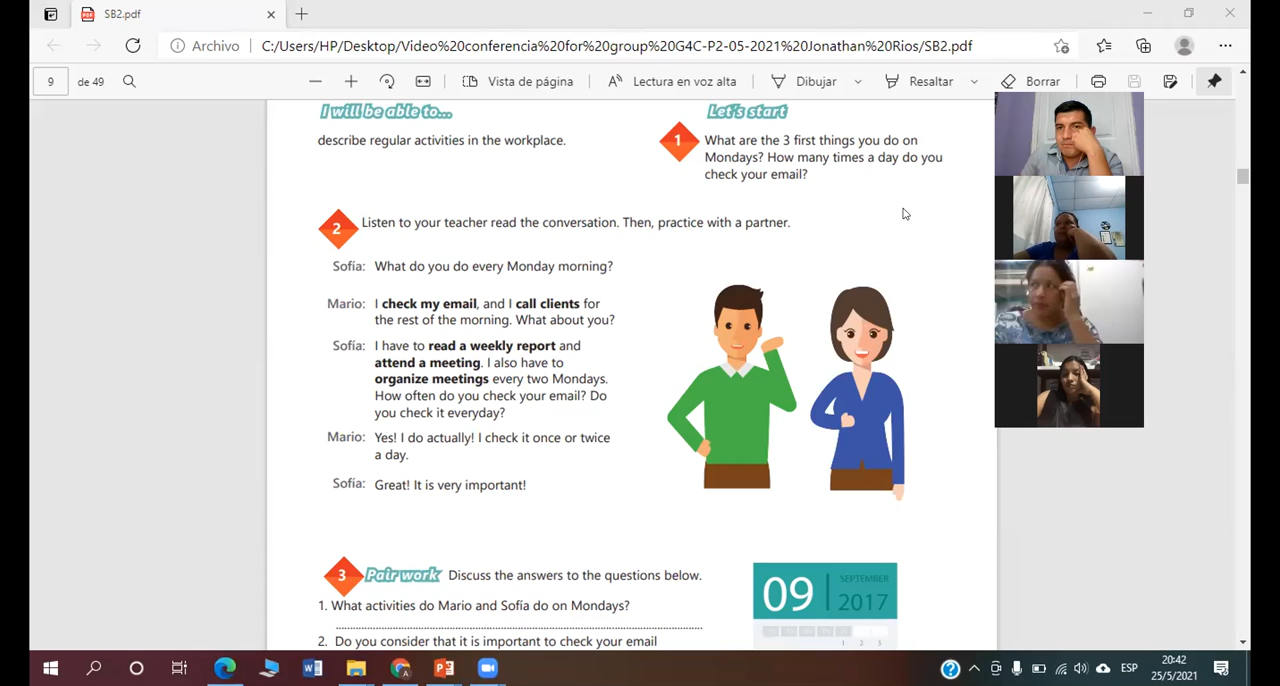 SB2.pdf
Archivo
C:/Users/HP/Desktop/Video%20conferencia%20for%20group%20G4C-P2-05-2021%20Jonathan%20Rios/SB2.pdf
9
de 49
Vista de página
Lectura en voz alta
Dibujar
Resaltar
Borrar
I will be able to...
describe regular activities in the workplace.
Let's start
1
What are the 3 first things you do on
Mondays? How many times a day do you
check your email?
2
Listen to your teacher read the conversation. Then, practice with a partner.
Sofía: What do you do every Monday morning?
Mario: I check my email, and I call clients for
the rest of the morning. What about you?
Sofía: I have to read a weekly report and
attend a meeting. I also have to
organize meetings every two Mondays.
How often do you check your email? Do
you check it everyday?
Mario: Yes! I do actually! I check it once or twice
a day.
Sofía: Great! It is very important!
3
Pair work Discuss the answers to the questions below.
1. What activities do Mario and Sofía do on Mondays?
2. Do you consider that it is important to check your email
09
SEPTEMBER
2017
1 2 3
ESP
20:42
25/5/2021